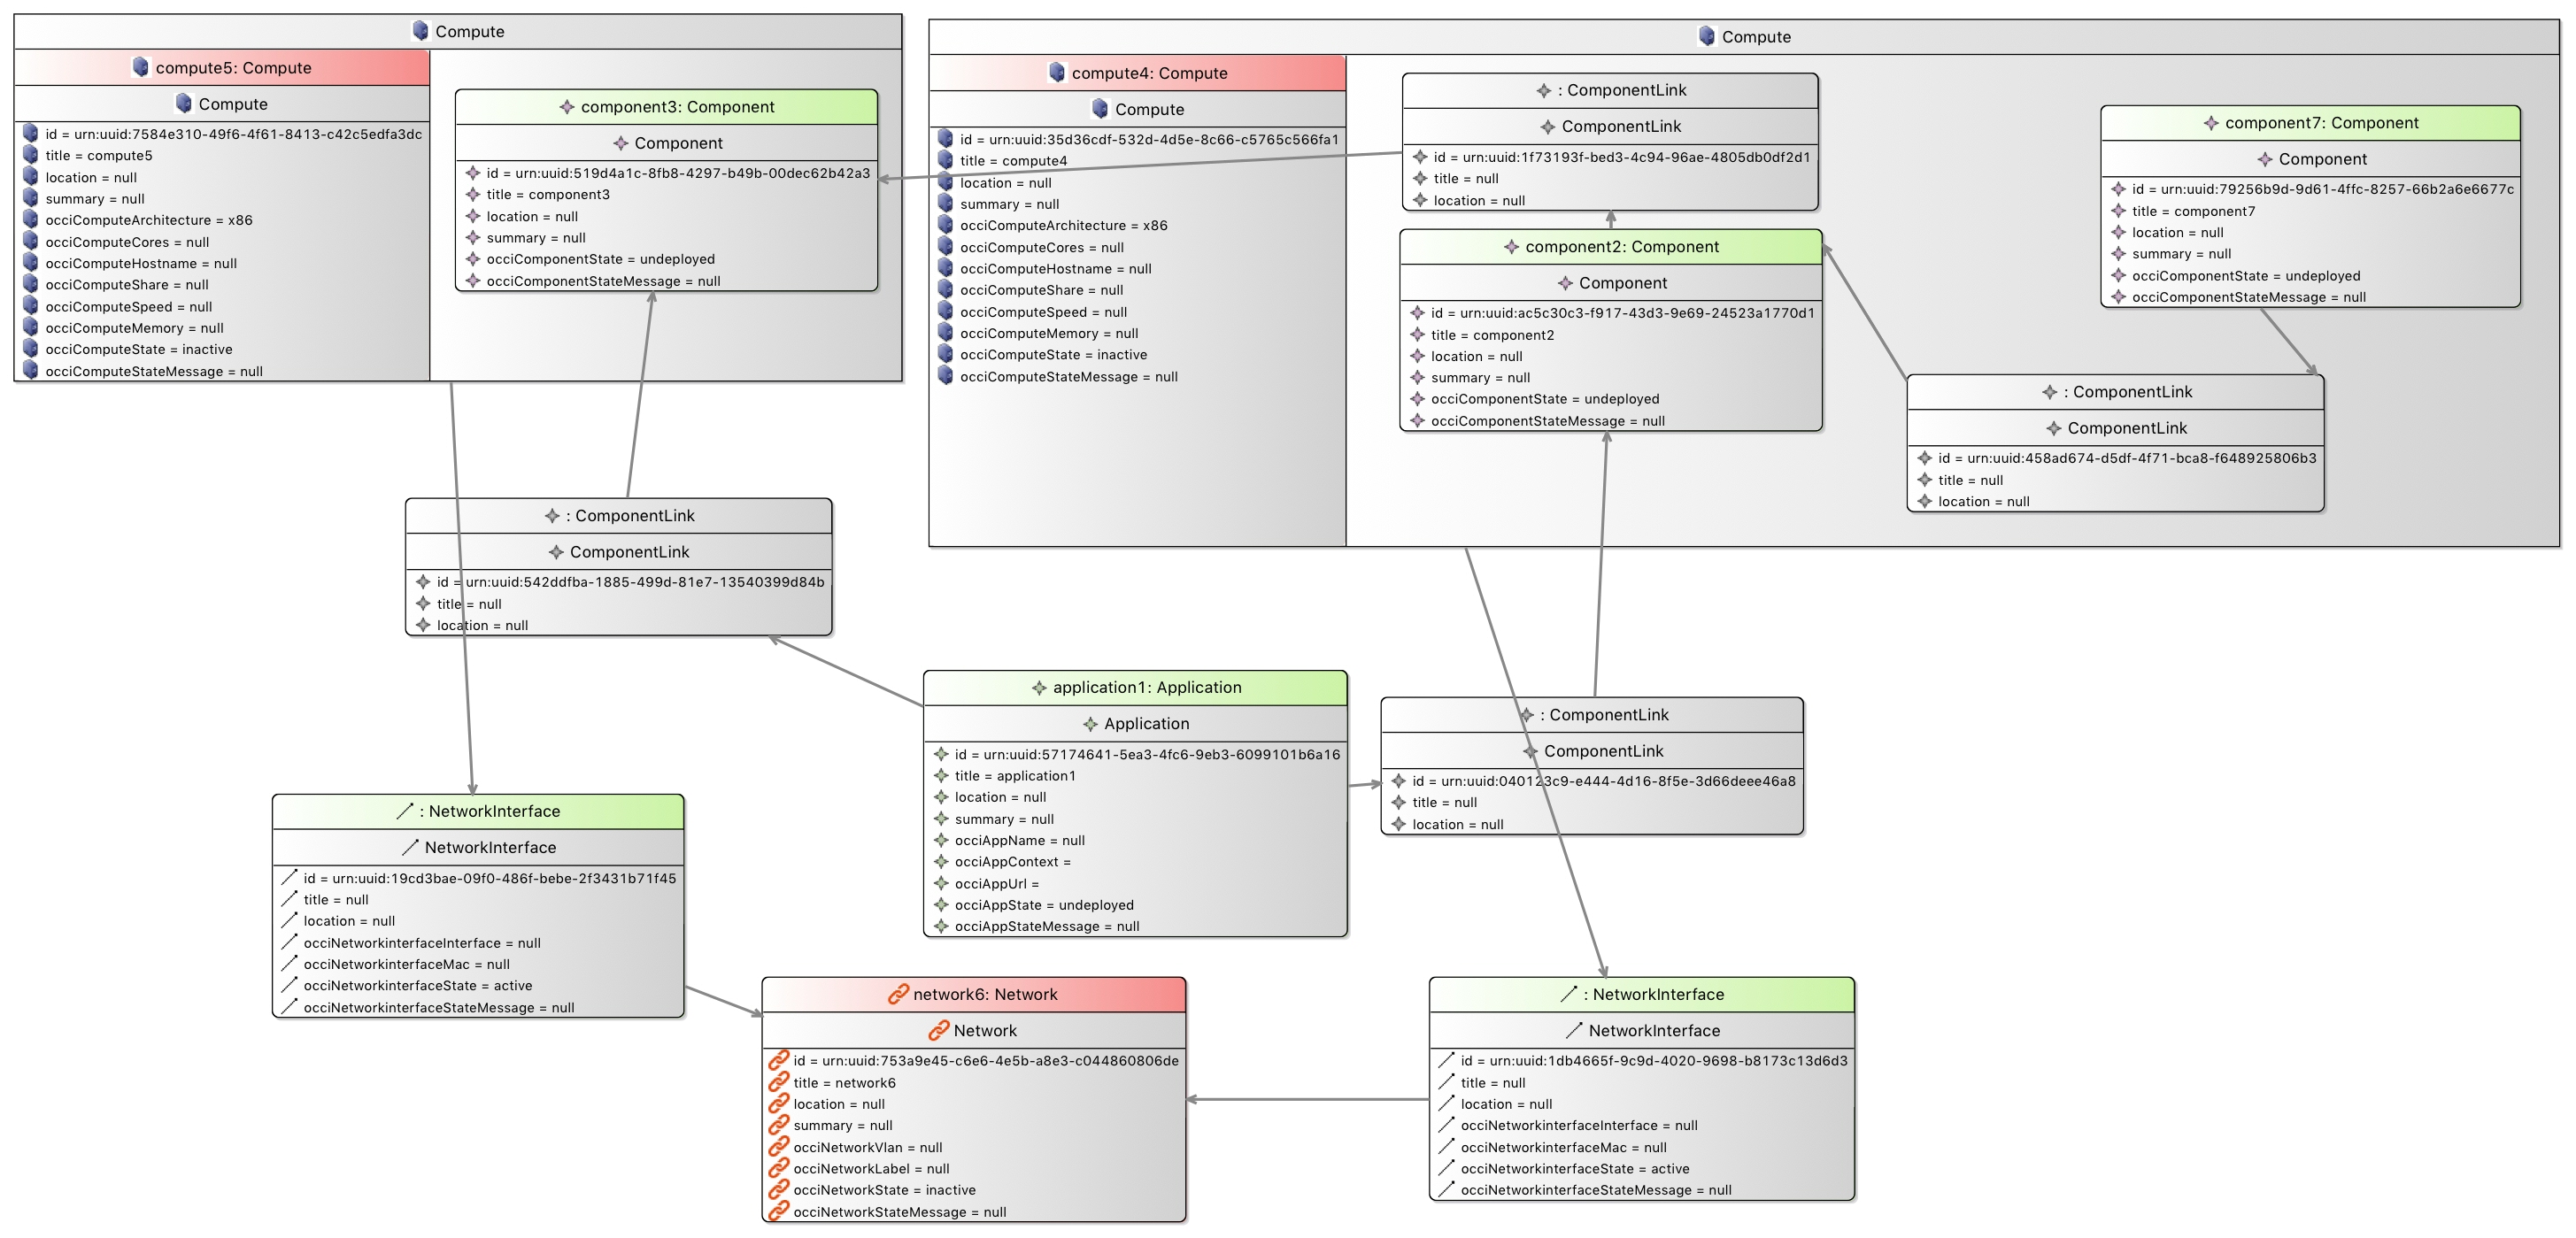 Compute
compute5: Compute
Compute
id = urn:uuid:7584e310-49f6-4f61-8413-c42c5edfa3dc
title = compute5
location = null
summary = null
occiComputeArchitecture = x86
occiComputeCores = null
occiComputeHostname = null
occiComputeShare = null
occiComputeSpeed = null
occiComputeMemory = null
occiComputeState = inactive
occiComputeStateMessage = null
component3: Component
Component
id = urn:uuid:519d4a1c-8fb8-4297-b49b-00dec62b42a3
title = component3
location = null
summary = null
occiComponentState = undeployed
occiComponentStateMessage = null
Compute
compute4: Compute
Compute
id = urn:uuid:35d36cdf-532d-4d5e-8c66-c5765c566fa1
title = compute4
location = null
summary = null
occiComputeArchitecture = x86
occiComputeCores = null
occiComputeHostname = null
occiComputeShare = null
occiComputeSpeed = null
occiComputeMemory = null
occiComputeState = inactive
occiComputeStateMessage = null
: ComponentLink
ComponentLink
id = urn:uuid:1f73193f-bed3-4c94-96ae-4805db0df2d1
title = null
location = null
component2: Component
Component
id = urn:uuid:ac5c30c3-f917-43d3-9e69-24523a1770d1
title = component2
location = null
summary = null
occiComponentState = undeployed
occiComponentStateMessage = null
component7: Component
Component
id = urn:uuid:79256b9d-9d61-4ffc-8257-66b2a6e6677c
title = component7
location = null
summary = null
occiComponentState = undeployed
occiComponentStateMessage = null
: ComponentLink
ComponentLink
id = urn:uuid:458ad674-d5df-4f71-bca8-f648925806b3
title = null
location = null
: ComponentLink
ComponentLink
id = urn:uuid:542ddfba-1885-499d-81e7-13540399d84b
title = null
location = null
application1: Application
Application
id = urn:uuid:57174641-5ea3-4fc6-9eb3-6099101b6a16
title = application1
location = null
summary = null
occiAppName = null
occiAppContext =
occiAppUrl =
occiAppState = undeployed
occiAppStateMessage = null
: ComponentLink
ComponentLink
id = urn:uuid:040123c9-e444-4d16-8f5e-3d66deee46a8
title = null
location = null
: NetworkInterface
NetworkInterface
id = urn:uuid:19cd3bae-09f0-486f-bebe-2f3431b71f45
title = null
location = null
occiNetworkinterfaceInterface = null
occiNetworkinterfaceMac = null
occiNetworkinterfaceState = active
occiNetworkinterfaceStateMessage = null
network6: Network
Network
id = urn:uuid:753a9e45-c6e6-4e5b-a8e3-c044860806de
title = network6
location = null
summary = null
occiNetworkVlan = null
occiNetworkLabel = null
occiNetworkState = inactive
occiNetworkStateMessage = null
: NetworkInterface
NetworkInterface
id = urn:uuid:1db4665f-9c9d-4020-9698-b8173c13d6d3
title = null
location = null
occiNetworkinterfaceInterface = null
occiNetworkinterfaceMac = null
occiNetworkinterfaceState = active
occiNetworkinterfaceStateMessage = null